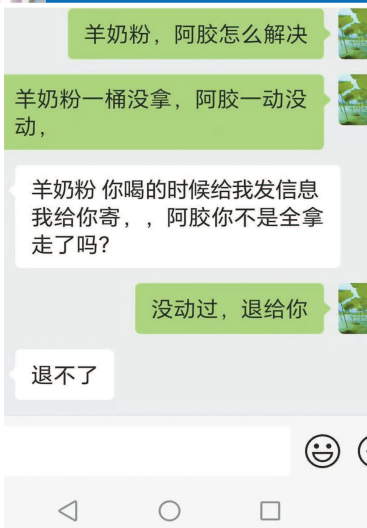 羊奶粉，阿胶怎么解决
羊奶粉一桶没拿，阿胶一动没
动，
羊奶粉 你喝的时候给我发信息
我给你寄，，阿胶你不是全拿
走了吗？
没动过，退给你
退不了